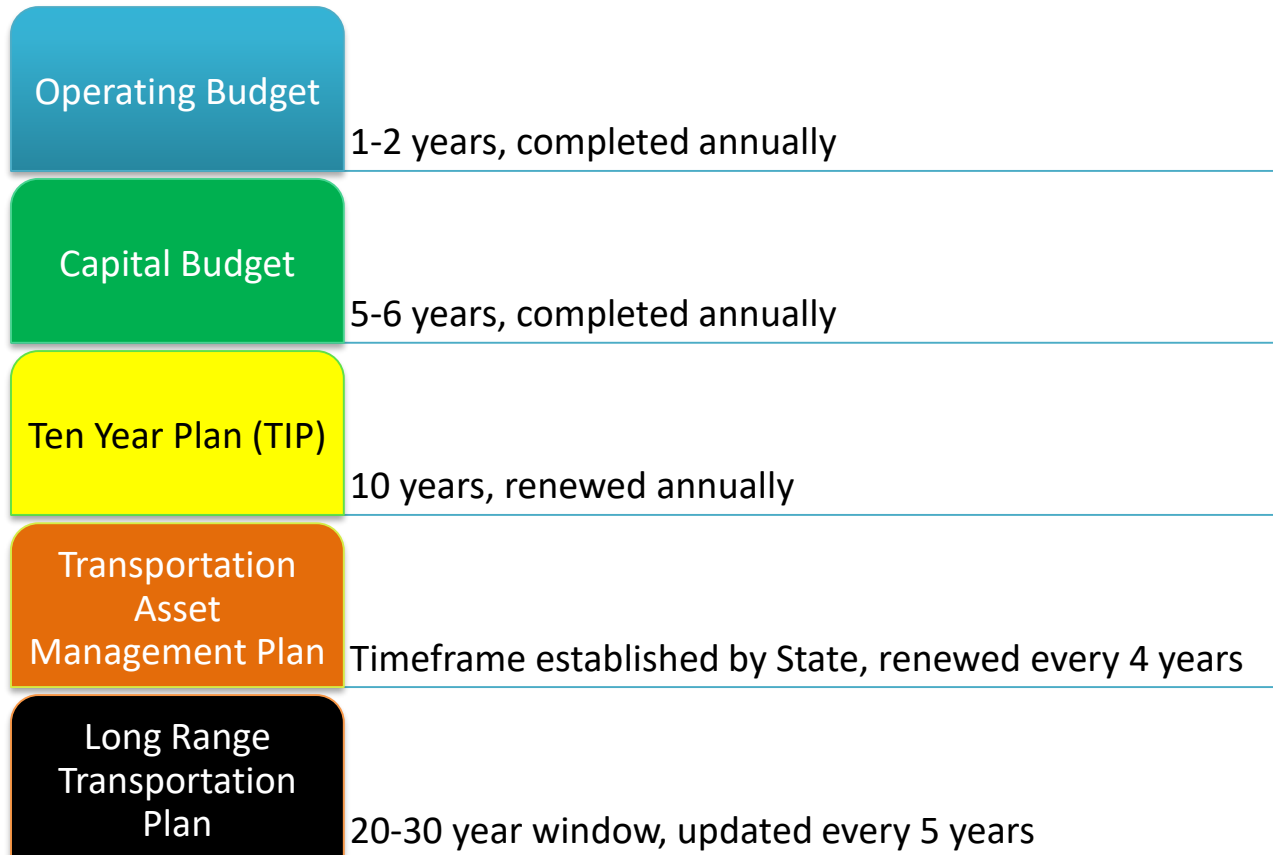 Operating Budget
1-2 years, completed annually
Capital Budget
5-6 years, completed annually
Ten Year Plan (TIP)
10 years, renewed annually
Transportation
Asset
Management Plan
Timeframe established by State, renewed every 4 years
Long Range
Transportation
Plan
20-30 year window, updated every 5 years